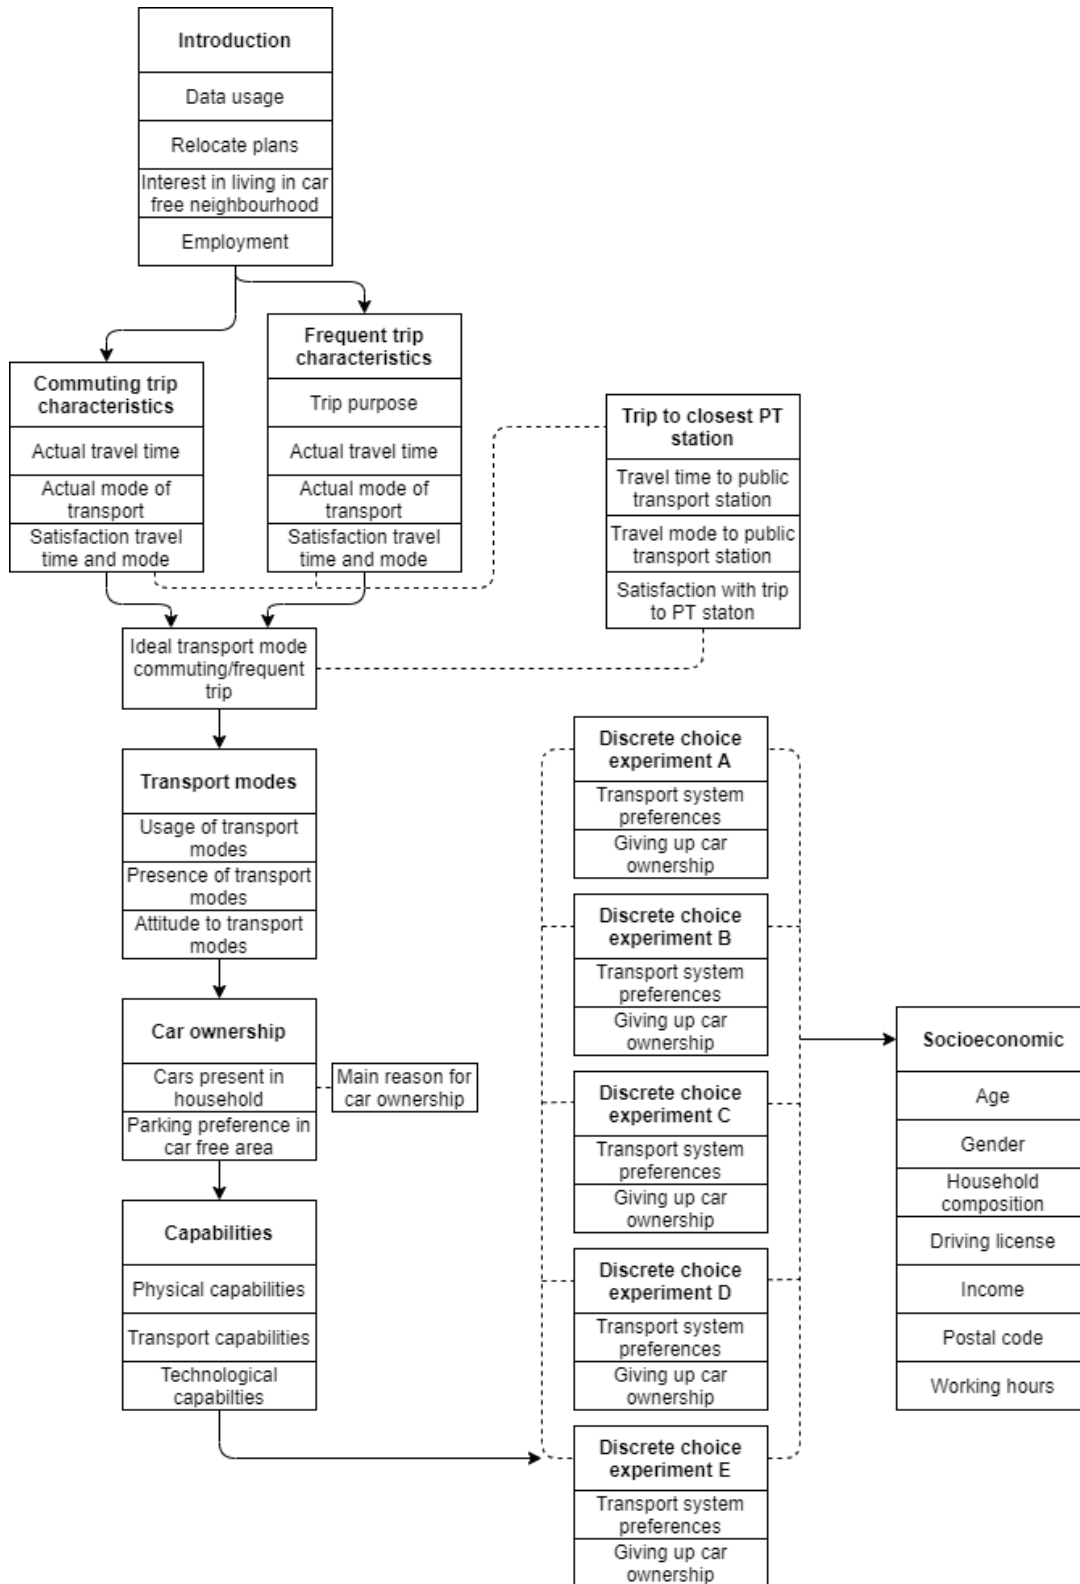 Introduction
Data usage
Relocate plans
Interest in living in car
free neighbourhood
Employment
Commuting trip
characteristics
Actual travel time
Actual mode of
transport
Satisfaction travel
time and mode
Frequent trip
characteristics
Trip purpose
Actual travel time
Actual mode of
transport
Satisfaction travel
time and mode
Trip to closest PT
station
Travel time to public
transport station
Travel mode to public
transport station
Satisfaction with trip
to PT staton
Ideal transport mode
commuting/frequent
trip
Transport modes
Usage of transport
modes
Presence of transport
modes
Attitude to transport
modes
Car ownership
Cars present in
household
Parking preference in
car free area
Main reason for
car ownership
Capabilities
Physical capabilities
Transport capabilities
Technological
capabilties
Discrete choice
experiment A
Transport system
preferences
Giving up car
ownership
Discrete choice
experiment B
Transport system
preferences
Giving up car
ownership
Discrete choice
experiment C
Transport system
preferences
Giving up car
ownership
Discrete choice
experiment D
Transport system
preferences
Giving up car
ownership
Discrete choice
experiment E
Transport system
preferences
Giving up car
ownership
Socioeconomic
Age
Gender
Household
composition
Driving license
Income
Postal code
Working hours